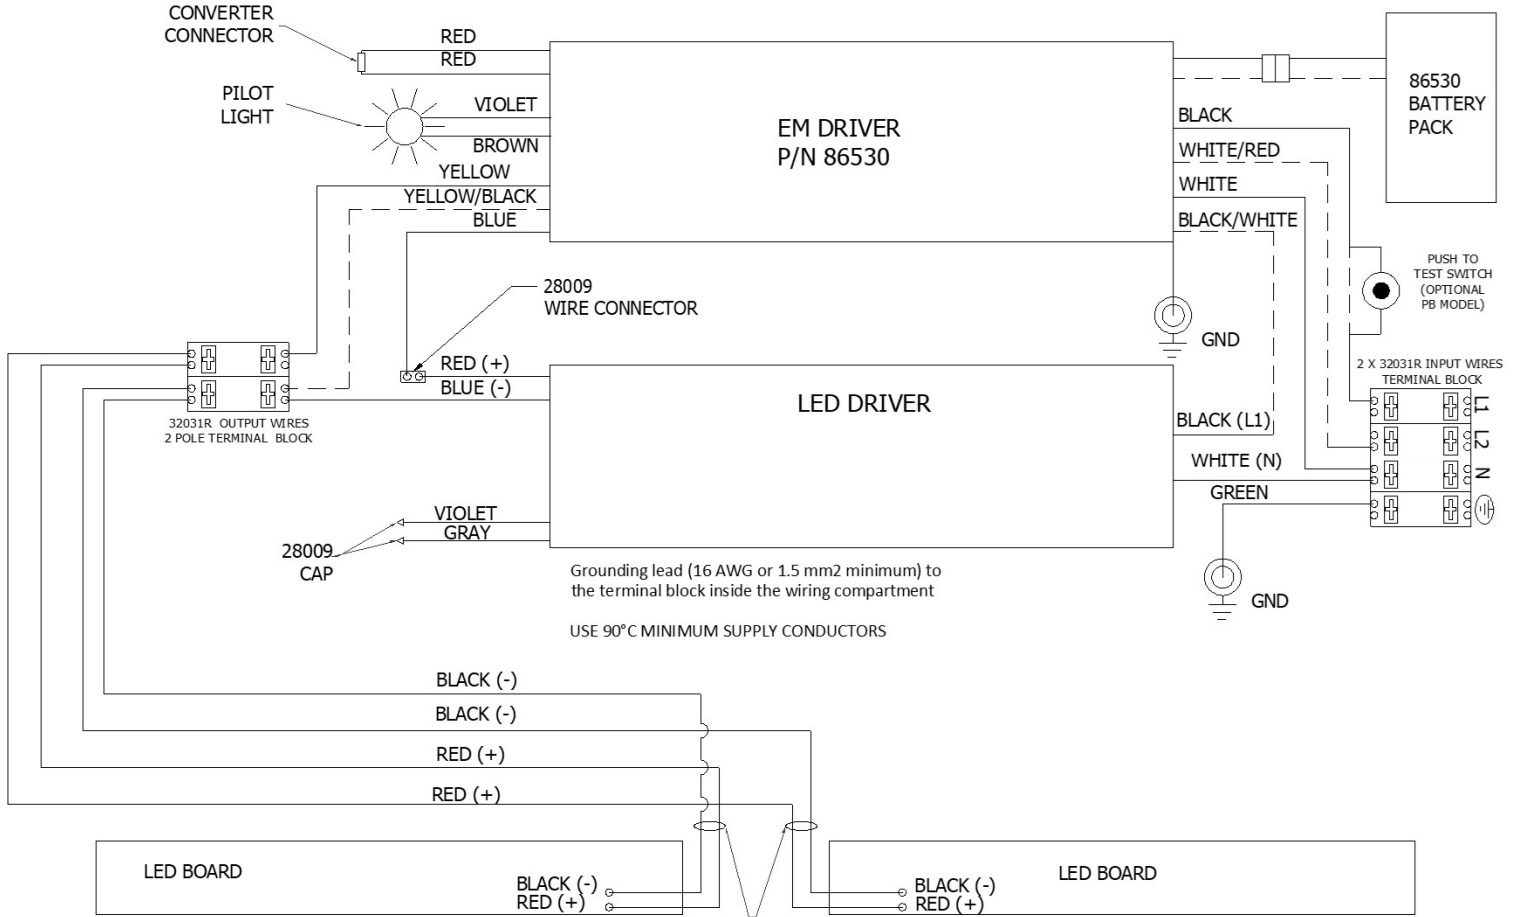 CONVERTER
CONNECTOR
RED
RED
PILOT
LIGHT
VIOLET
BROWN
YELLOW
YELLOW/BLACK
BLUE
EM DRIVER
P/N 86530
BLACK
WHITE/RED
WHITE
BLACK/WHITE
86530
BATTERY
PACK
PUSH TO
TEST SWITCH
(OPTIONAL
PB MODEL)
28009
WIRE CONNECTOR
GND
RED (+)
BLUE (-)
LED DRIVER
2 X 32031R INPUT WIRES
TERMINAL BLOCK
L1
L2
N
32031R OUTPUT WIRES
2 POLE TERMINAL BLOCK
BLACK (L1)
WHITE (N)
GREEN
VIOLET
GRAY
28009
CAP
Grounding lead (16 AWG or 1.5 mm2 minimum) to
the terminal block inside the wiring compartment
USE 90°C MINIMUM SUPPLY CONDUCTORS
GND
BLACK (-)
BLACK (-)
RED (+)
RED (+)
LED BOARD
BLACK (-)
RED (+)
LED BOARD
BLACK (-)
RED (+)